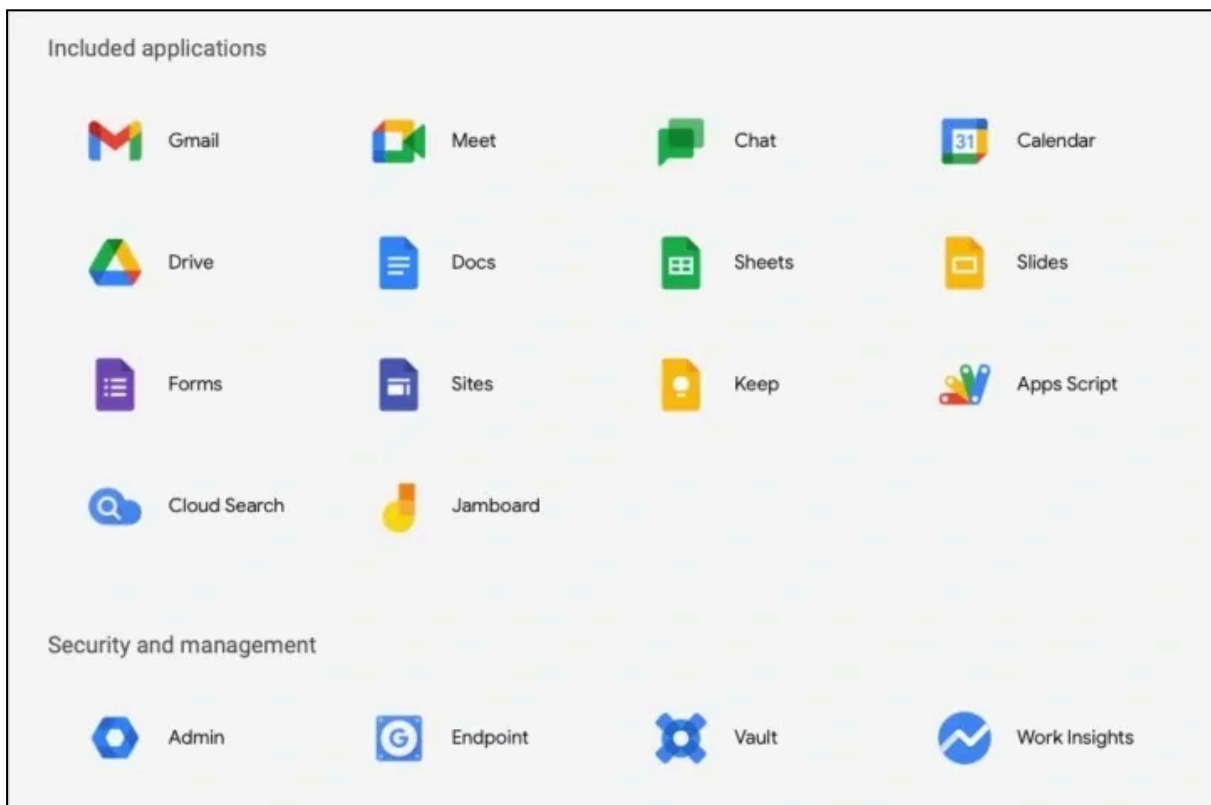 Included applications
Gmail Meet Chat 31 Calendar
Drive Docs Sheets Slides
Forms Sites Keep Apps Script
Cloud Search Jamboard
Security and management
Admin G Endpoint Vault Work Insights